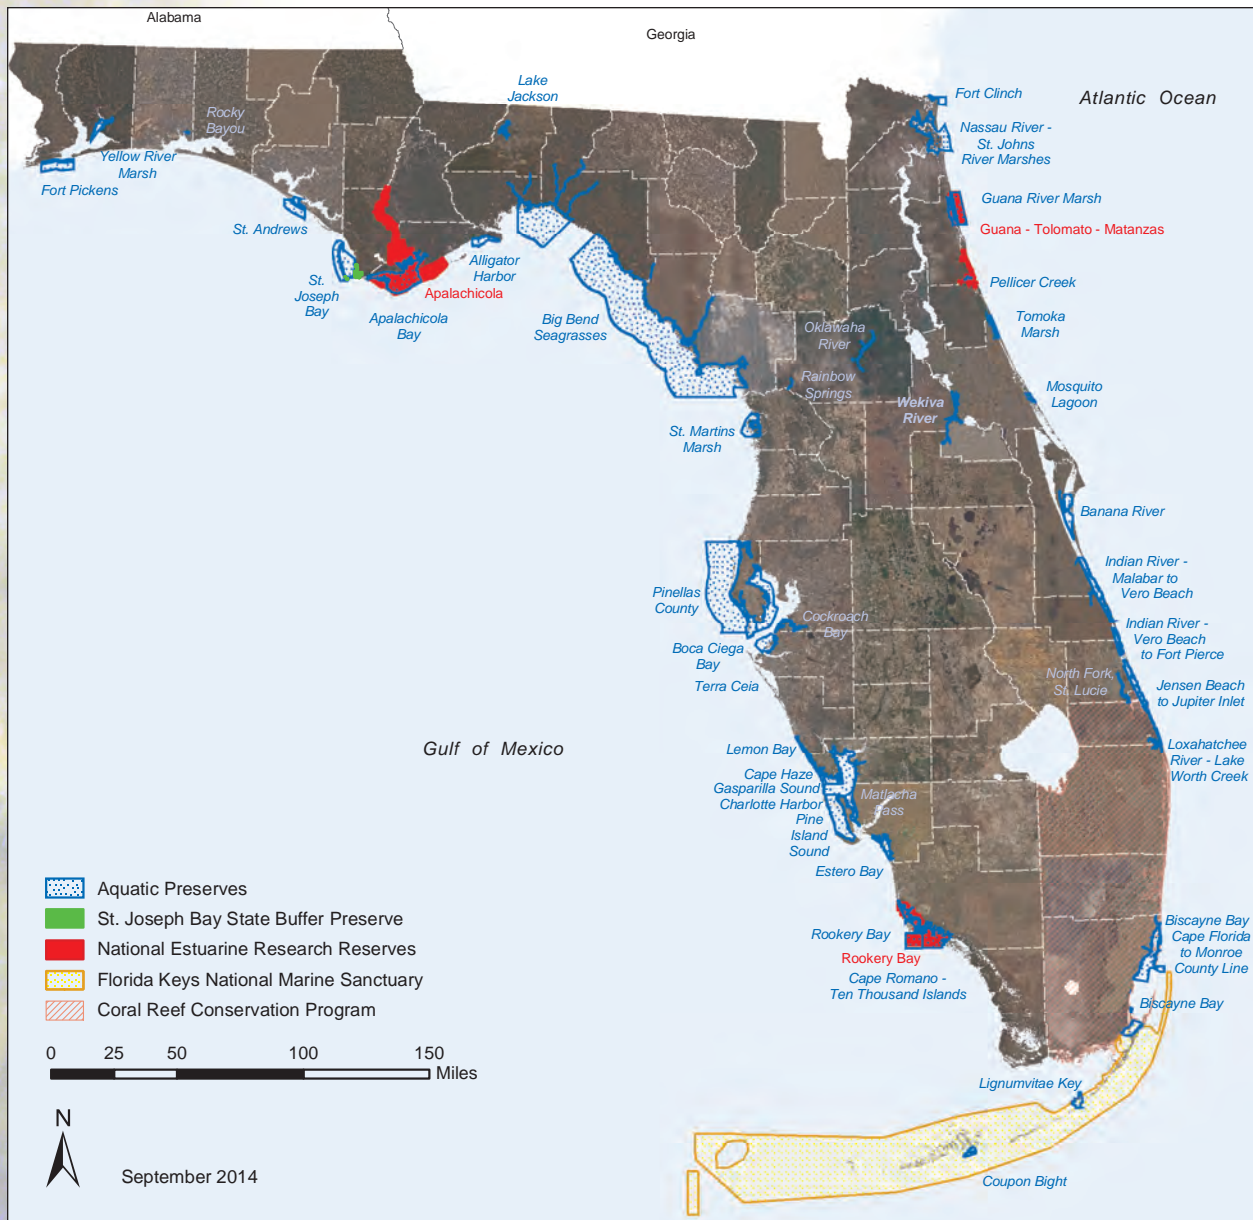 Alabama
Georgia
Lake
Jackson
Fort Clinch
Atlantic Ocean
Rocky
Bayou
Nassau River -
St. Johns
River Marshes
Yellow River
Marsh
Fort Pickens
Guana River Marsh
St. Andrews
Guana - Tolomato - Matanzas
Alligator
Harbor
St.
Joseph
Bay
Apalachicola
Pellicer Creek
Apalachicola
Bay
Big Bend
Seagrasses
Oklawaha
River
Tomoka
Marsh
Rainbow
Springs
Mosquito
Lagoon
Wekiva
River
St. Martins
Marsh
Banana River
Indian River -
Malabar to
Vero Beach
Pinellas
County
Cockroach
Bay
Indian River -
Vero Beach
to Fort Pierce
Boca Ciega
Bay
North Fork,
St. Lucie
Terra Ceia
Jensen Beach
to Jupiter Inlet
Gulf of Mexico
Lemon Bay
Loxahatchee
River - Lake
Worth Creek
Cape Haze
Gasparilla Sound
Charlotte Harbor
Matlacha
Pass
Pine
Island
Sound
Estero Bay
Aquatic Preserves
St. Joseph Bay State Buffer Preserve
National Estuarine Research Reserves
Florida Keys National Marine Sanctuary
Coral Reef Conservation Program
Rookery Bay
Rookery Bay
Cape Romano -
Ten Thousand Islands
Biscayne Bay
Cape Florida
to Monroe
County Line
Biscayne Bay
0 25 50 100 150
Miles
Lignumvitae Key
N
September 2014
Coupon Bight